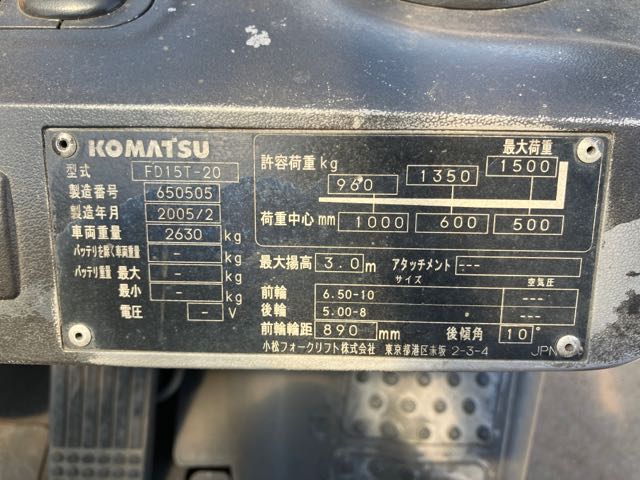 KOMATSU
型式 FD15T-20
製造番号 650505
製造年月 2005/2
車両重量 2630 kg
バッテリを除く車両重量 - kg
バッテリ重量 最大 - kg
最小 - kg
電圧 - V
最大荷重
許容荷重 kg 960 1350 1500
荷重中心 mm 1000 600 500
最大揚高 3.0 m アタッチメント ---
サイズ 空気圧
前輪 6.50-10 ---
後輪 5.00-8 ---
前輪輪距 890 mm 後傾角 10°
小松フォークリフト株式会社 東京都港区赤坂 2-3-4 JPN